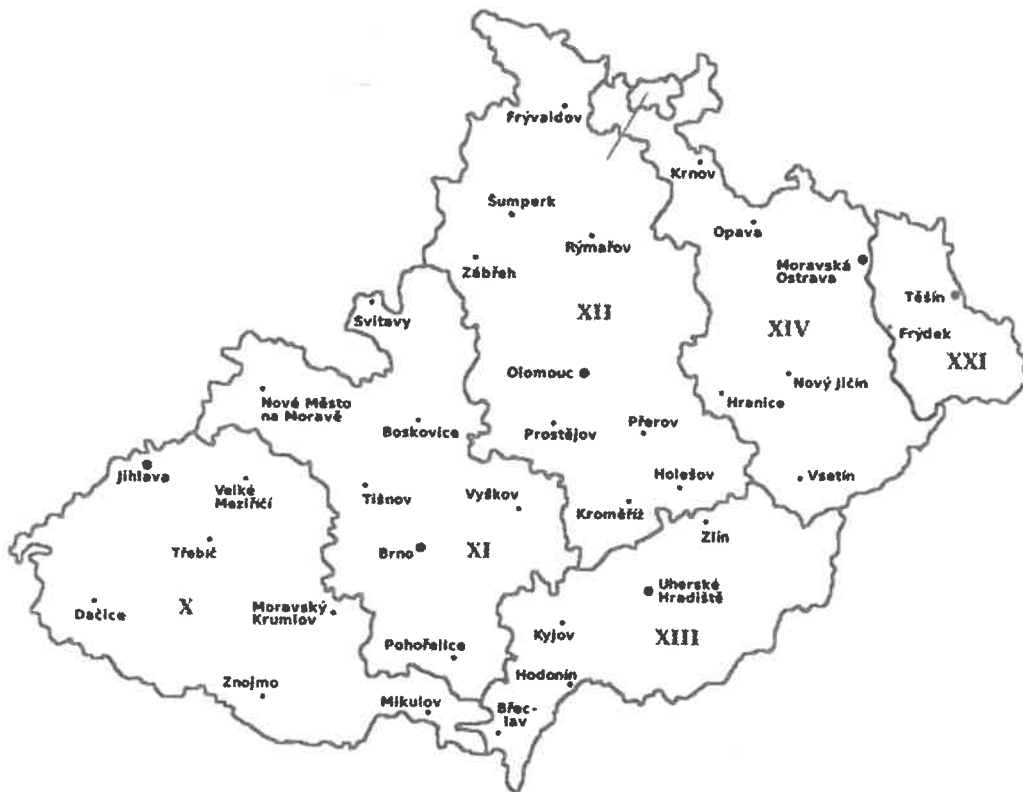 Frývaldov
Krnov
Šumperk
Opava
Rýmařov
Zábřeh
Moravská
Ostrava
Těšín
Svitavy
XII
XIV
Frýdek
XXI
Olomouc
Nový Jičín
Nové Město
na Moravě
Hranice
Boskovice
Prostějov
Přerov
Jihlava
Velké
Meziříčí
Tišnov
Vyškov
Holešov
Vsetín
Kroměříž
Zlín
Třebíč
Brno
XI
Uherské
Hradiště
Dačice
X
Moravský
Krumlov
Kyjov
XIII
Pohořelice
Hodonín
Znojmo
Mikulov
Břec-
lav